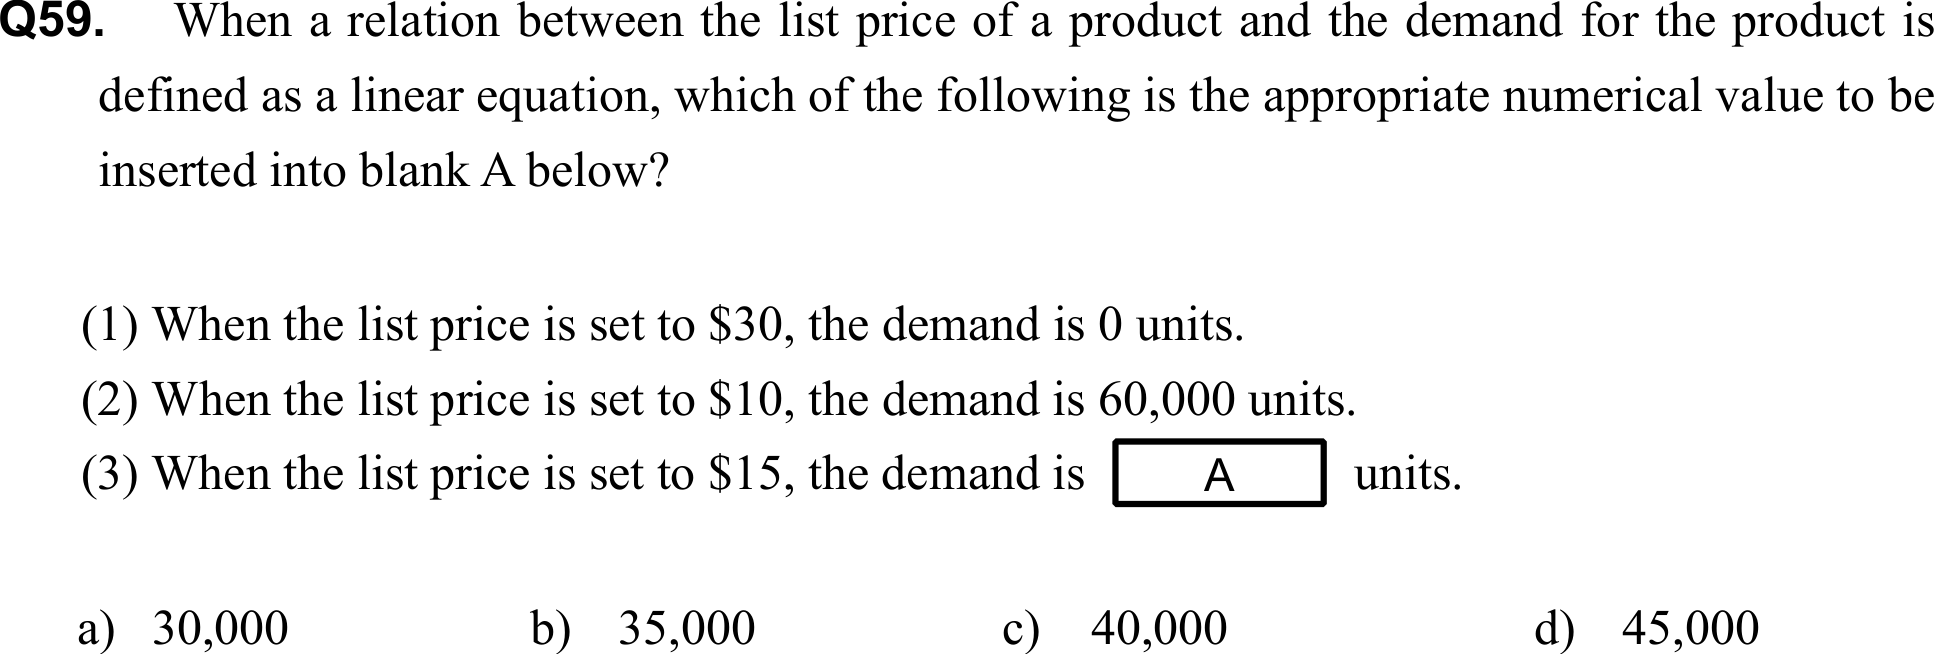 Q59. When a relation between the list price of a product and the demand for the product is
defined as a linear equation, which of the following is the appropriate numerical value to be
inserted into blank A below?
(1) When the list price is set to $30, the demand is 0 units.
(2) When the list price is set to $10, the demand is 60,000 units.
(3) When the list price is set to $15, the demand is A units.
a) 30,000 b) 35,000 c) 40,000 d) 45,000